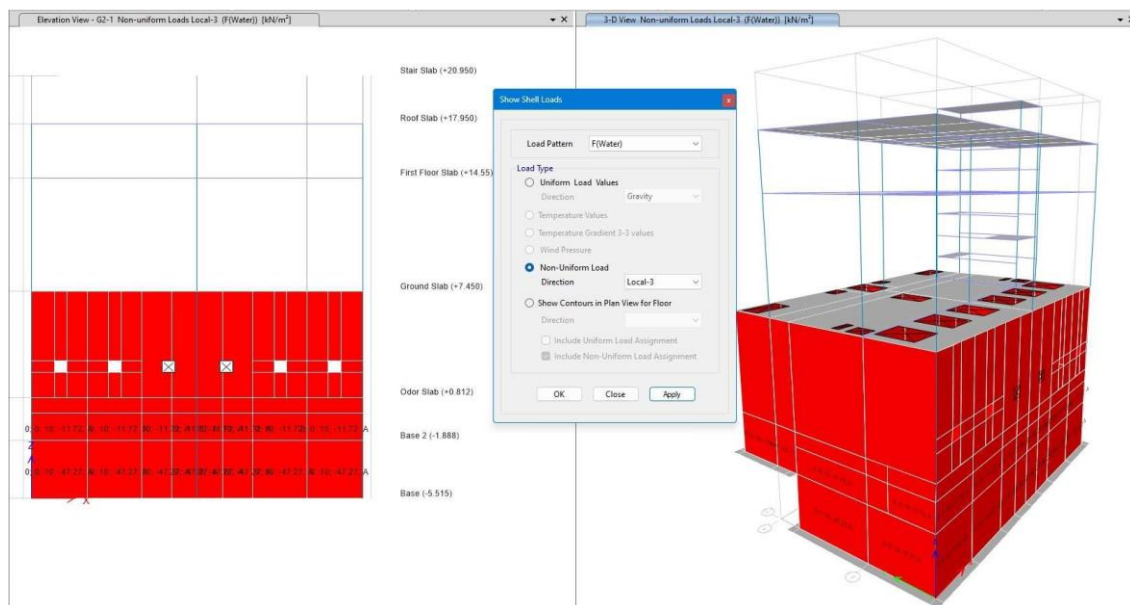 Elevation View - G2-1 Non-uniform Loads Local-3 (F(Water)) [kN/m²]
3-D View Non-uniform Loads Local-3 (F(Water)) [kN/m²]
Stair Slab (+20.950)
Roof Slab (+17.950)
First Floor Slab (+14.55)
Ground Slab (+7.450)
Odor Slab (+0.812)
Base 2 (-1.888)
Base (-5.515)
Z
X
Show Shell Loads
Load Pattern F(Water)
Load Type
Uniform Load Values
Direction Gravity
Temperature Values
Temperature Gradient 3-3 values
Wind Pressure
Non-Uniform Load
Direction Local-3
Show Contours in Plan View for Floor
Direction
Include Uniform Load Assignment
Include Non-Uniform Load Assignment
OK Close Apply